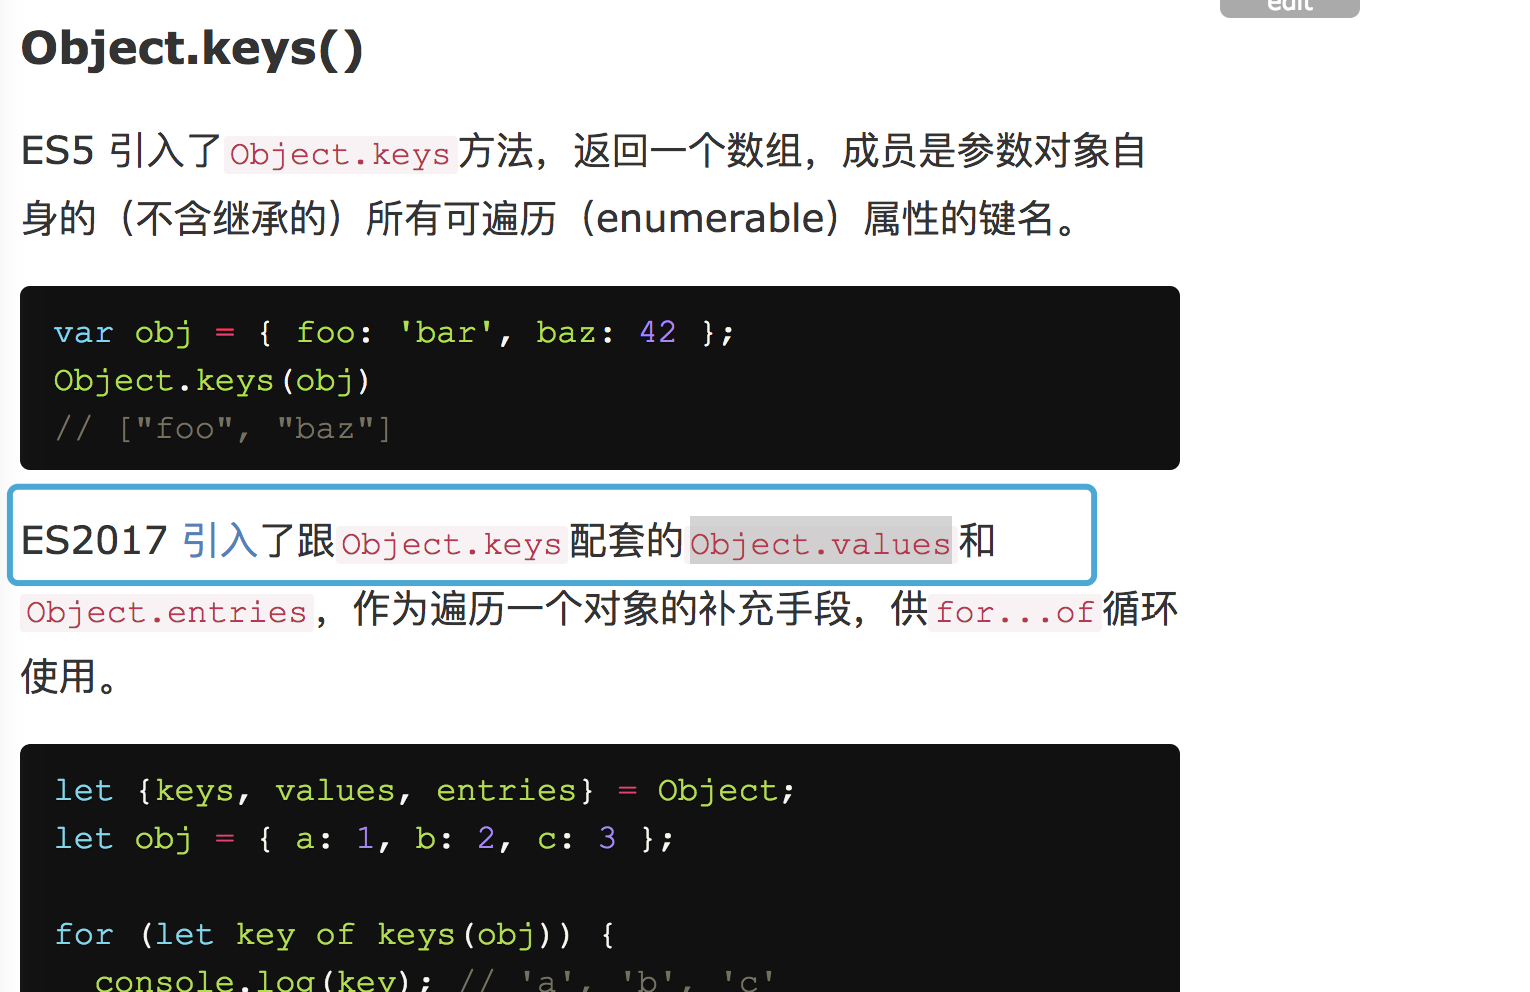 edit
Object.keys()
ES5 引入了Object.keys方法，返回一个数组，成员是参数对象自
身的（不含继承的）所有可遍历（enumerable）属性的键名。
var obj = { foo: 'bar', baz: 42 };
Object.keys(obj)
// ["foo", "baz"]
ES2017 引入了跟Object.keys配套的Object.values和
Object.entries，作为遍历一个对象的补充手段，供for...of循环
使用。
let {keys, values, entries} = Object;
let obj = { a: 1, b: 2, c: 3 };
for (let key of keys(obj)) {
console.log(key); // 'a', 'b', 'c'